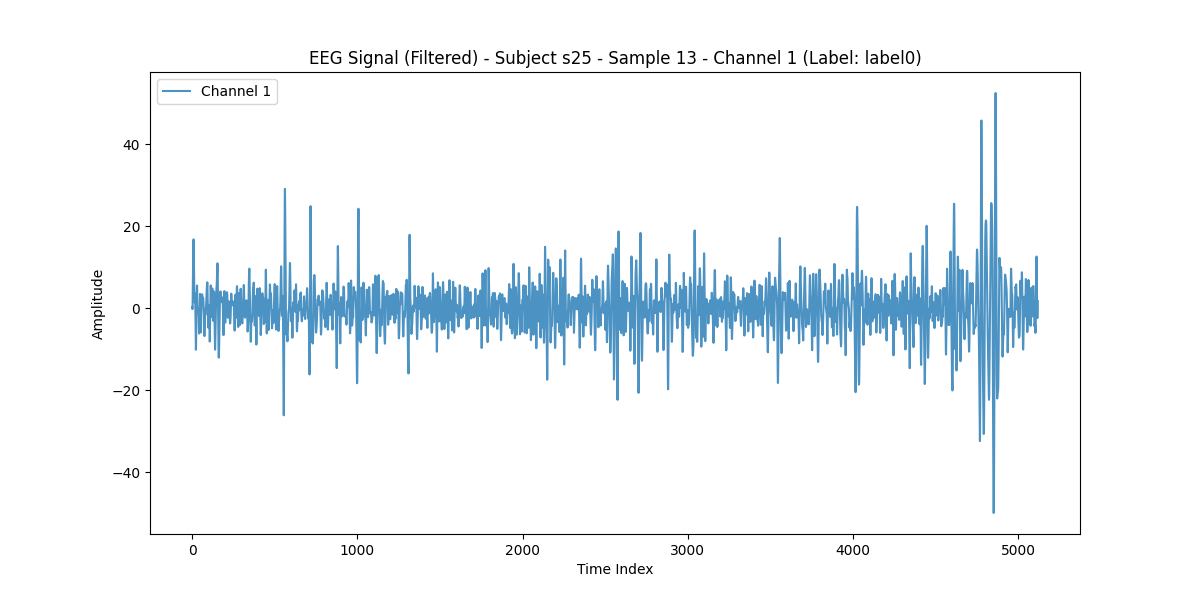 EEG Signal (Filtered) - Subject s25 - Sample 13 - Channel 1 (Label: label0)
Channel 1
Amplitude
40
20
0
−20
−40
0 1000 2000 3000 4000 5000
Time Index